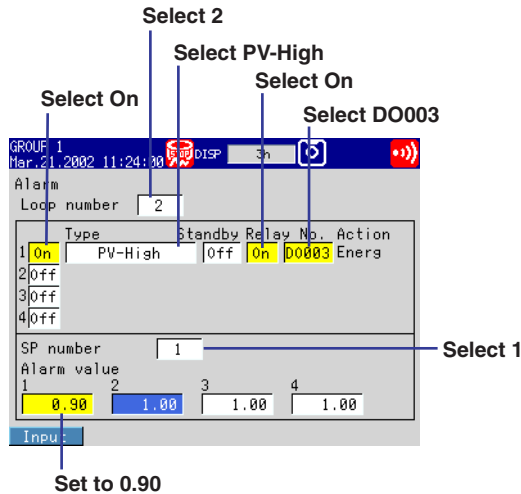 Select 2
Select PV-High
Select On
Select On
Select DO003
GROUP 1
Mar.21.2002 11:24:00 STOP DISP 3h
Alarm
Loop number 2
Type Standby Relay No. Action
1 On PV-High Off On DO003 Energ
2 Off
3 Off
4 Off
SP number 1
Select 1
Alarm value
1 2 3 4
0.90 1.00 1.00 1.00
Input
Set to 0.90